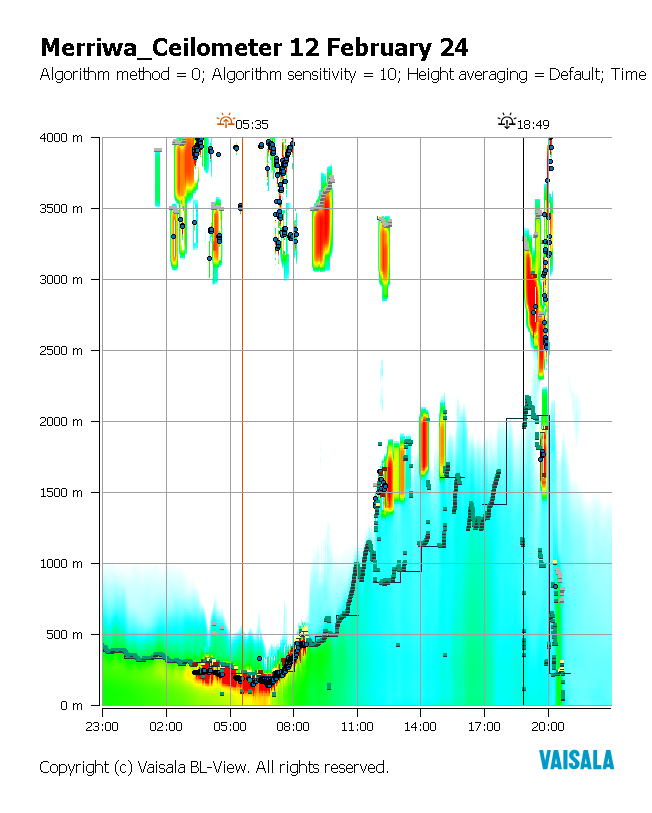 Merriwa_Ceilometer 12 February 24
Algorithm method = 0; Algorithm sensitivity = 10; Height averaging = Default; Time
05:35 18:49
4000 m
3500 m
3000 m
2500 m
2000 m
1500 m
1000 m
500 m
0 m
23:00 02:00 05:00 08:00 11:00 14:00 17:00 20:00
VAISALA
Copyright (c) Vaisala BL-View. All rights reserved.